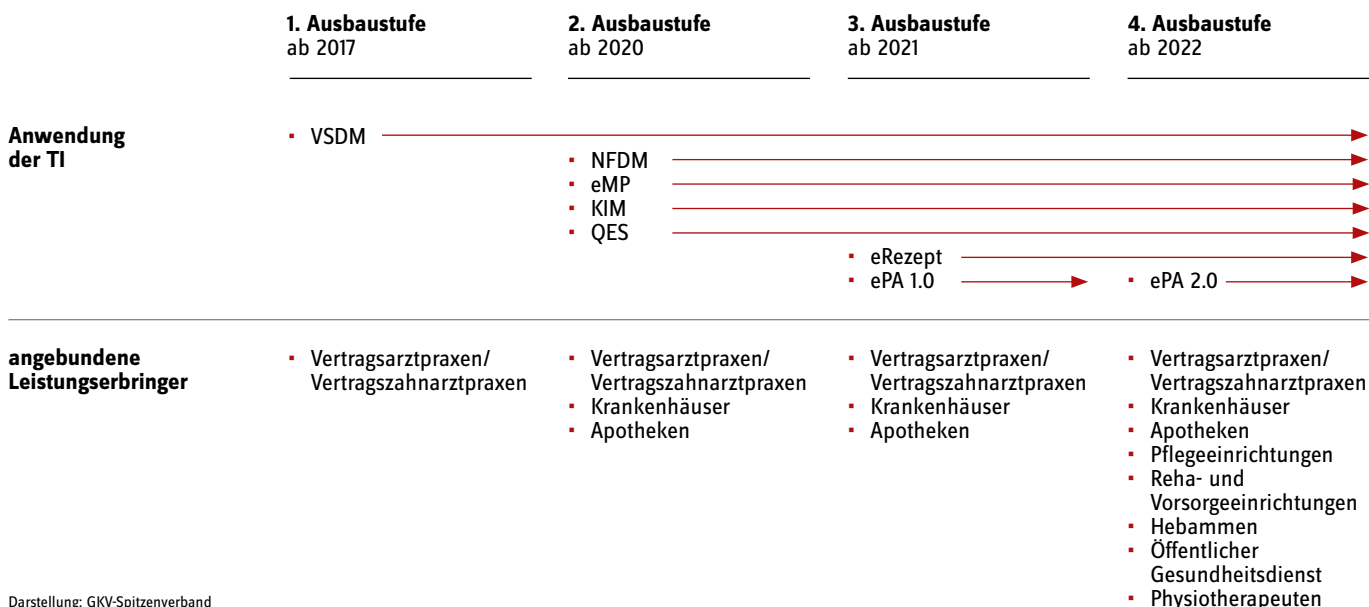 1. Ausbaustufe
ab 2017
2. Ausbaustufe
ab 2020
3. Ausbaustufe
ab 2021
4. Ausbaustufe
ab 2022
Anwendung
der TI
▪ VSDM
▪ NFDM
▪ eMP
▪ KIM
▪ QES
▪ eRezept
▪ ePA 1.0
▪ ePA 2.0
angebundene
Leistungserbringer
▪ Vertragsarztpraxen/
Vertragszahnarztpraxen
▪ Vertragsarztpraxen/
Vertragszahnarztpraxen
▪ Krankenhäuser
▪ Apotheken
▪ Vertragsarztpraxen/
Vertragszahnarztpraxen
▪ Krankenhäuser
▪ Apotheken
▪ Vertragsarztpraxen/
Vertragszahnarztpraxen
▪ Krankenhäuser
▪ Apotheken
▪ Pflegeeinrichtungen
▪ Reha- und
Vorsorgeeinrichtungen
▪ Hebammen
▪ Öffentlicher
Gesundheitsdienst
▪ Physiotherapeuten
Darstellung: GKV-Spitzenverband